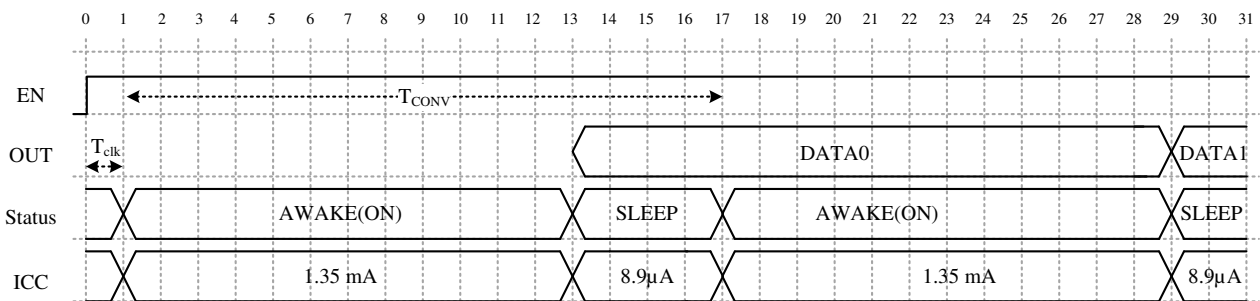 0 1 2 3 4 5 6 7 8 9 10 11 12 13 14 15 16 17 18 19 20 21 22 23 24 25 26 27 28 29 30 31
EN T_CONV
OUT T_clk DATA0 DATA1
Status AWAKE(ON) SLEEP AWAKE(ON) SLEEP
ICC 1.35 mA 8.9µA 1.35 mA 8.9µA